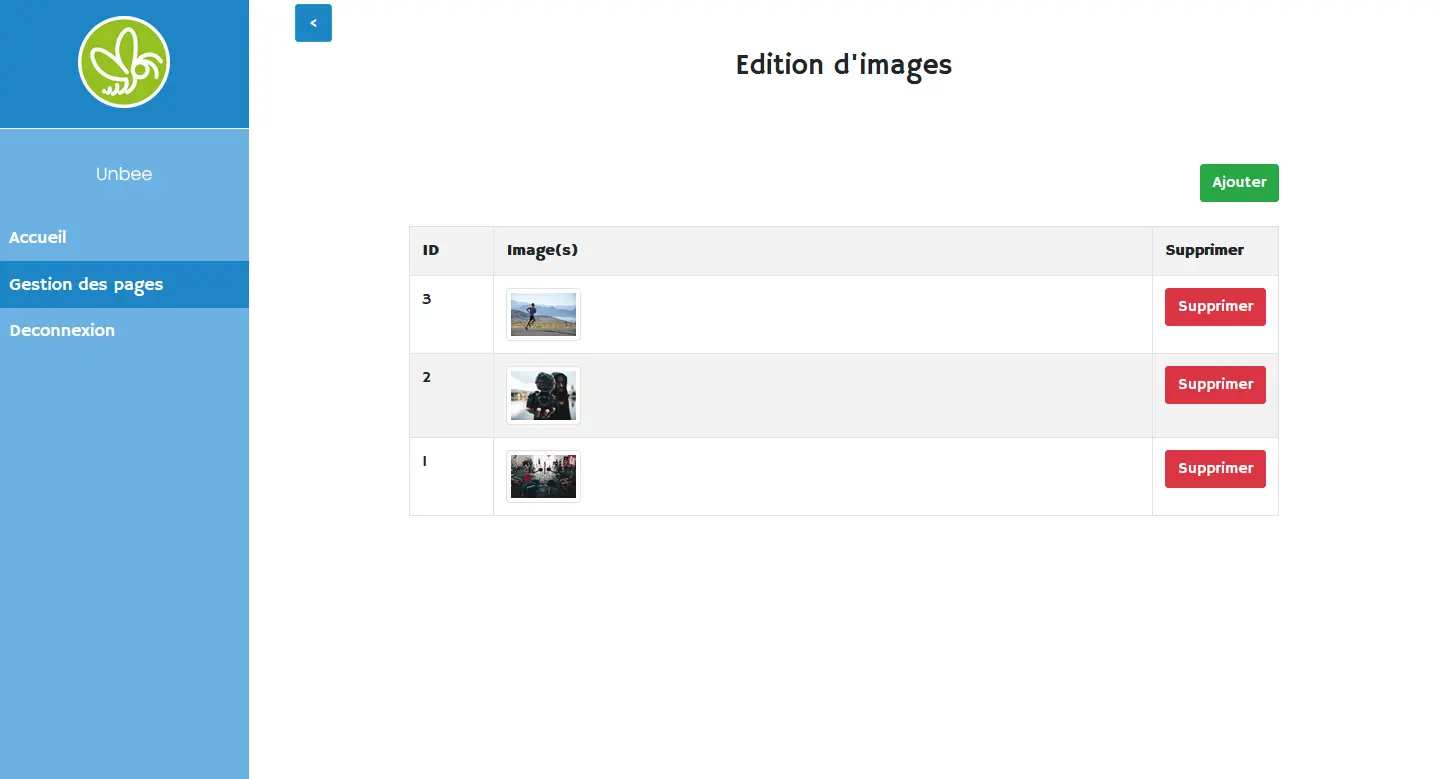 <
Edition d'images
Unbee
Accueil
Gestion des pages
Deconnexion
Ajouter
ID Image(s) Supprimer
3 Supprimer
2 Supprimer
1 Supprimer